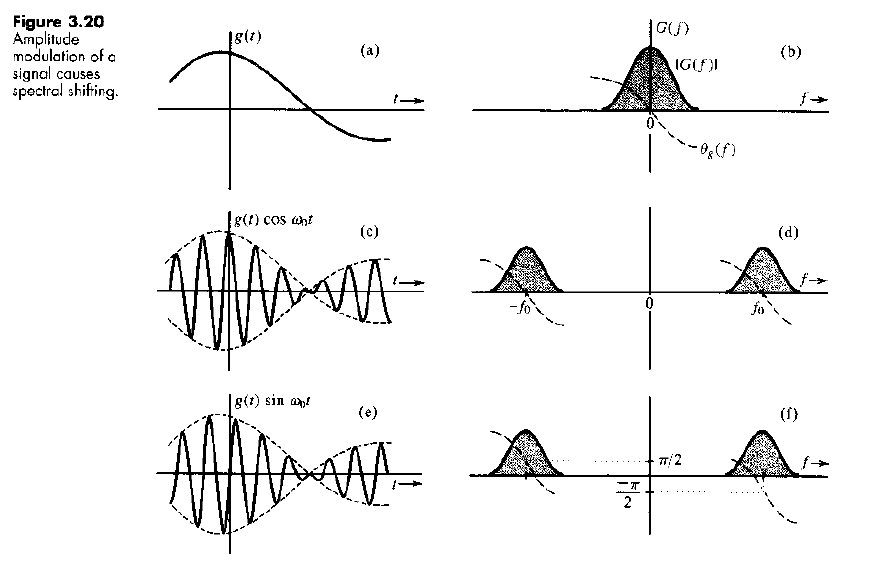 Figure 3.20
Amplitude
modulation of a
signal causes
spectral shifting.
g(t)
(a)
t
G(f)
(b)
|G(f)|
f
0
θg(f)
g(t) cos ω0t
(c)
t
(d)
f
−f0
0
f0
g(t) sin ω0t
(e)
t
(f)
f
π/2
−π
2